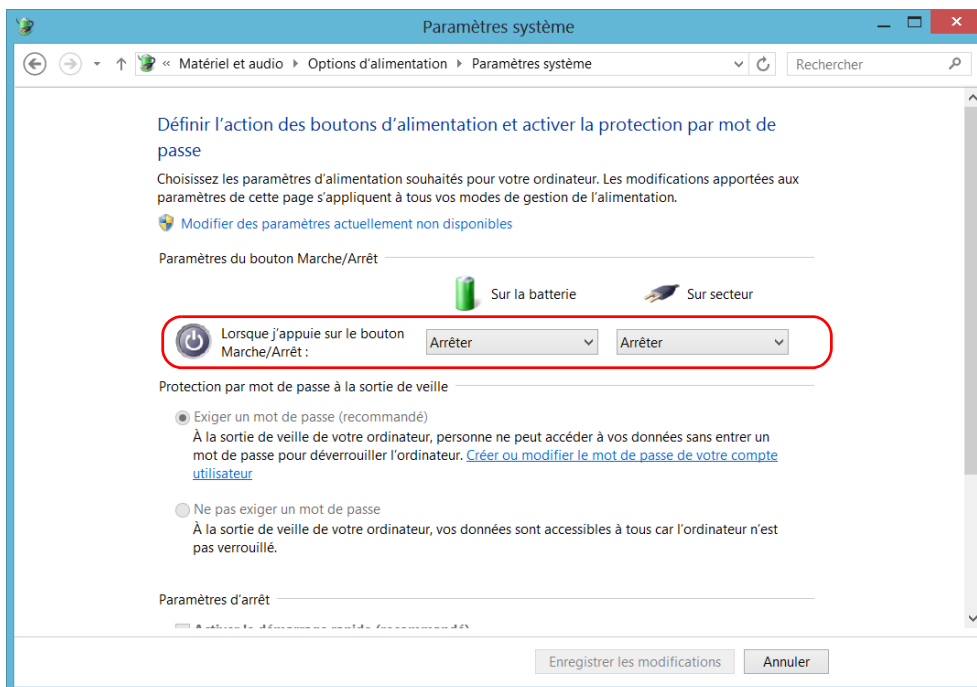 Paramètres système
« Matériel et audio Options d'alimentation Paramètres système Rechercher
Définir l'action des boutons d'alimentation et activer la protection par mot de
passe
Choisissez les paramètres d'alimentation souhaités pour votre ordinateur. Les modifications apportées aux
paramètres de cette page s'appliquent à tous vos modes de gestion de l'alimentation.
Modifier des paramètres actuellement non disponibles
Paramètres du bouton Marche/Arrêt
Sur la batterie Sur secteur
Lorsque j'appuie sur le bouton
Marche/Arrêt :
Arrêter Arrêter
Protection par mot de passe à la sortie de veille
Exiger un mot de passe (recommandé)
À la sortie de veille de votre ordinateur, personne ne peut accéder à vos données sans entrer un
mot de passe pour déverrouiller l'ordinateur. Créer ou modifier le mot de passe de votre compte
utilisateur
Ne pas exiger un mot de passe
À la sortie de veille de votre ordinateur, vos données sont accessibles à tous car l'ordinateur n'est
pas verrouillé.
Paramètres d'arrêt
Activer le démarrage rapide (recommandé)
Enregistrer les modifications Annuler